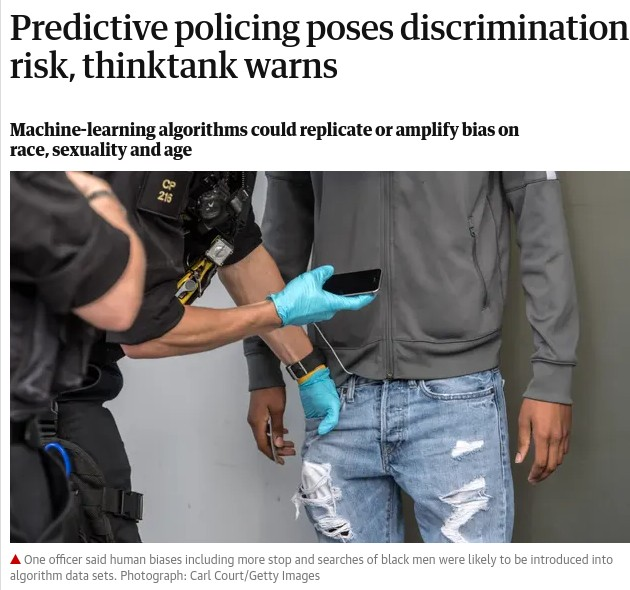 Predictive policing poses discrimination
risk, thinktank warns
Machine-learning algorithms could replicate or amplify bias on
race, sexuality and age
CP
216
One officer said human biases including more stop and searches of black men were likely to be introduced into
algorithm data sets. Photograph: Carl Court/Getty Images